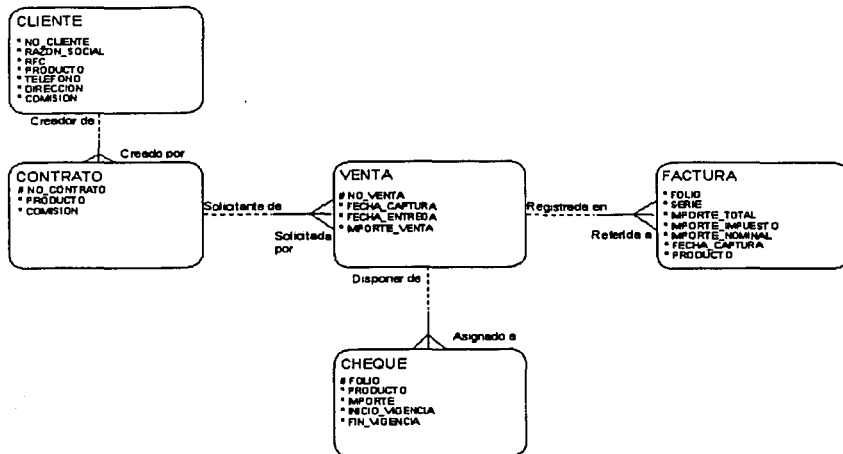 CLIENTE
* NO_CLIENTE
* RAZON_SOCIAL
* RFC
* PRODUCTO
* TELEFONO
* DIRECCION
* COMISION
Creador de
Creado por
CONTRATO
# NO_CONTRATO
* PRODUCTO
* COMISION
Solicitante de
Solicitada
por
VENTA
# NO_VENTA
* FECHA_CAPTURA
* FECHA_ENTREGA
* IMPORTE_VENTA
Registrada en
Referida a
FACTURA
* FOLIO
* SERIE
* IMPORTE_TOTAL
* IMPORTE_IMPUESTO
* IMPORTE_NOMINAL
* FECHA_CAPTURA
* PRODUCTO
Disponer de
Asignado a
CHEQUE
# FOLIO
* PRODUCTO
* IMPORTE
* INICIO_VIGENCIA
* FIN_VIGENCIA